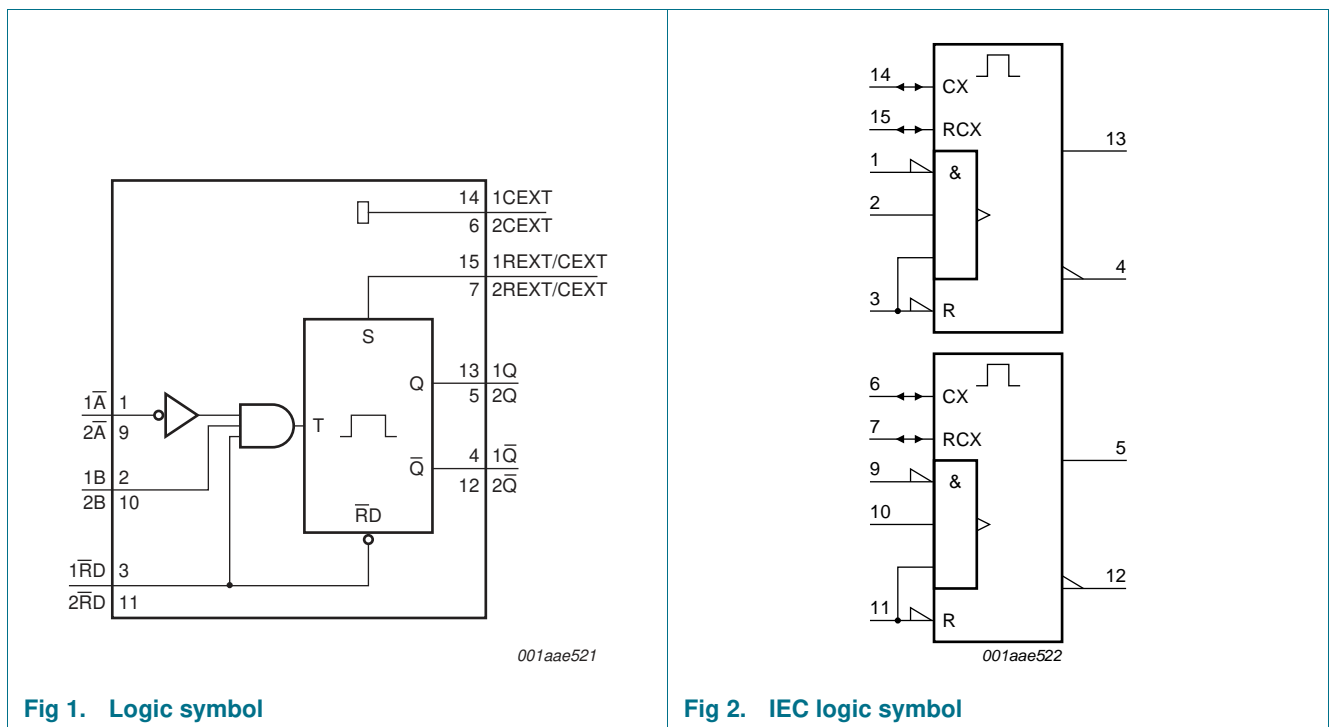 14 1CEXT
6 2CEXT
15 1REXT/CEXT
7 2REXT/CEXT
S
Q
13 1Q
5 2Q
1A̅ 1
2A̅ 9
T
1B 2
2B 10
Q̅
4 1Q̅
12 2Q̅
R̅D
1R̅D 3
2R̅D 11
001aae521
Fig 1. Logic symbol
14 CX
15 RCX
13
1 &
2
4
3 R
6 CX
7 RCX
5
9 &
10
12
11 R
001aae522
Fig 2. IEC logic symbol